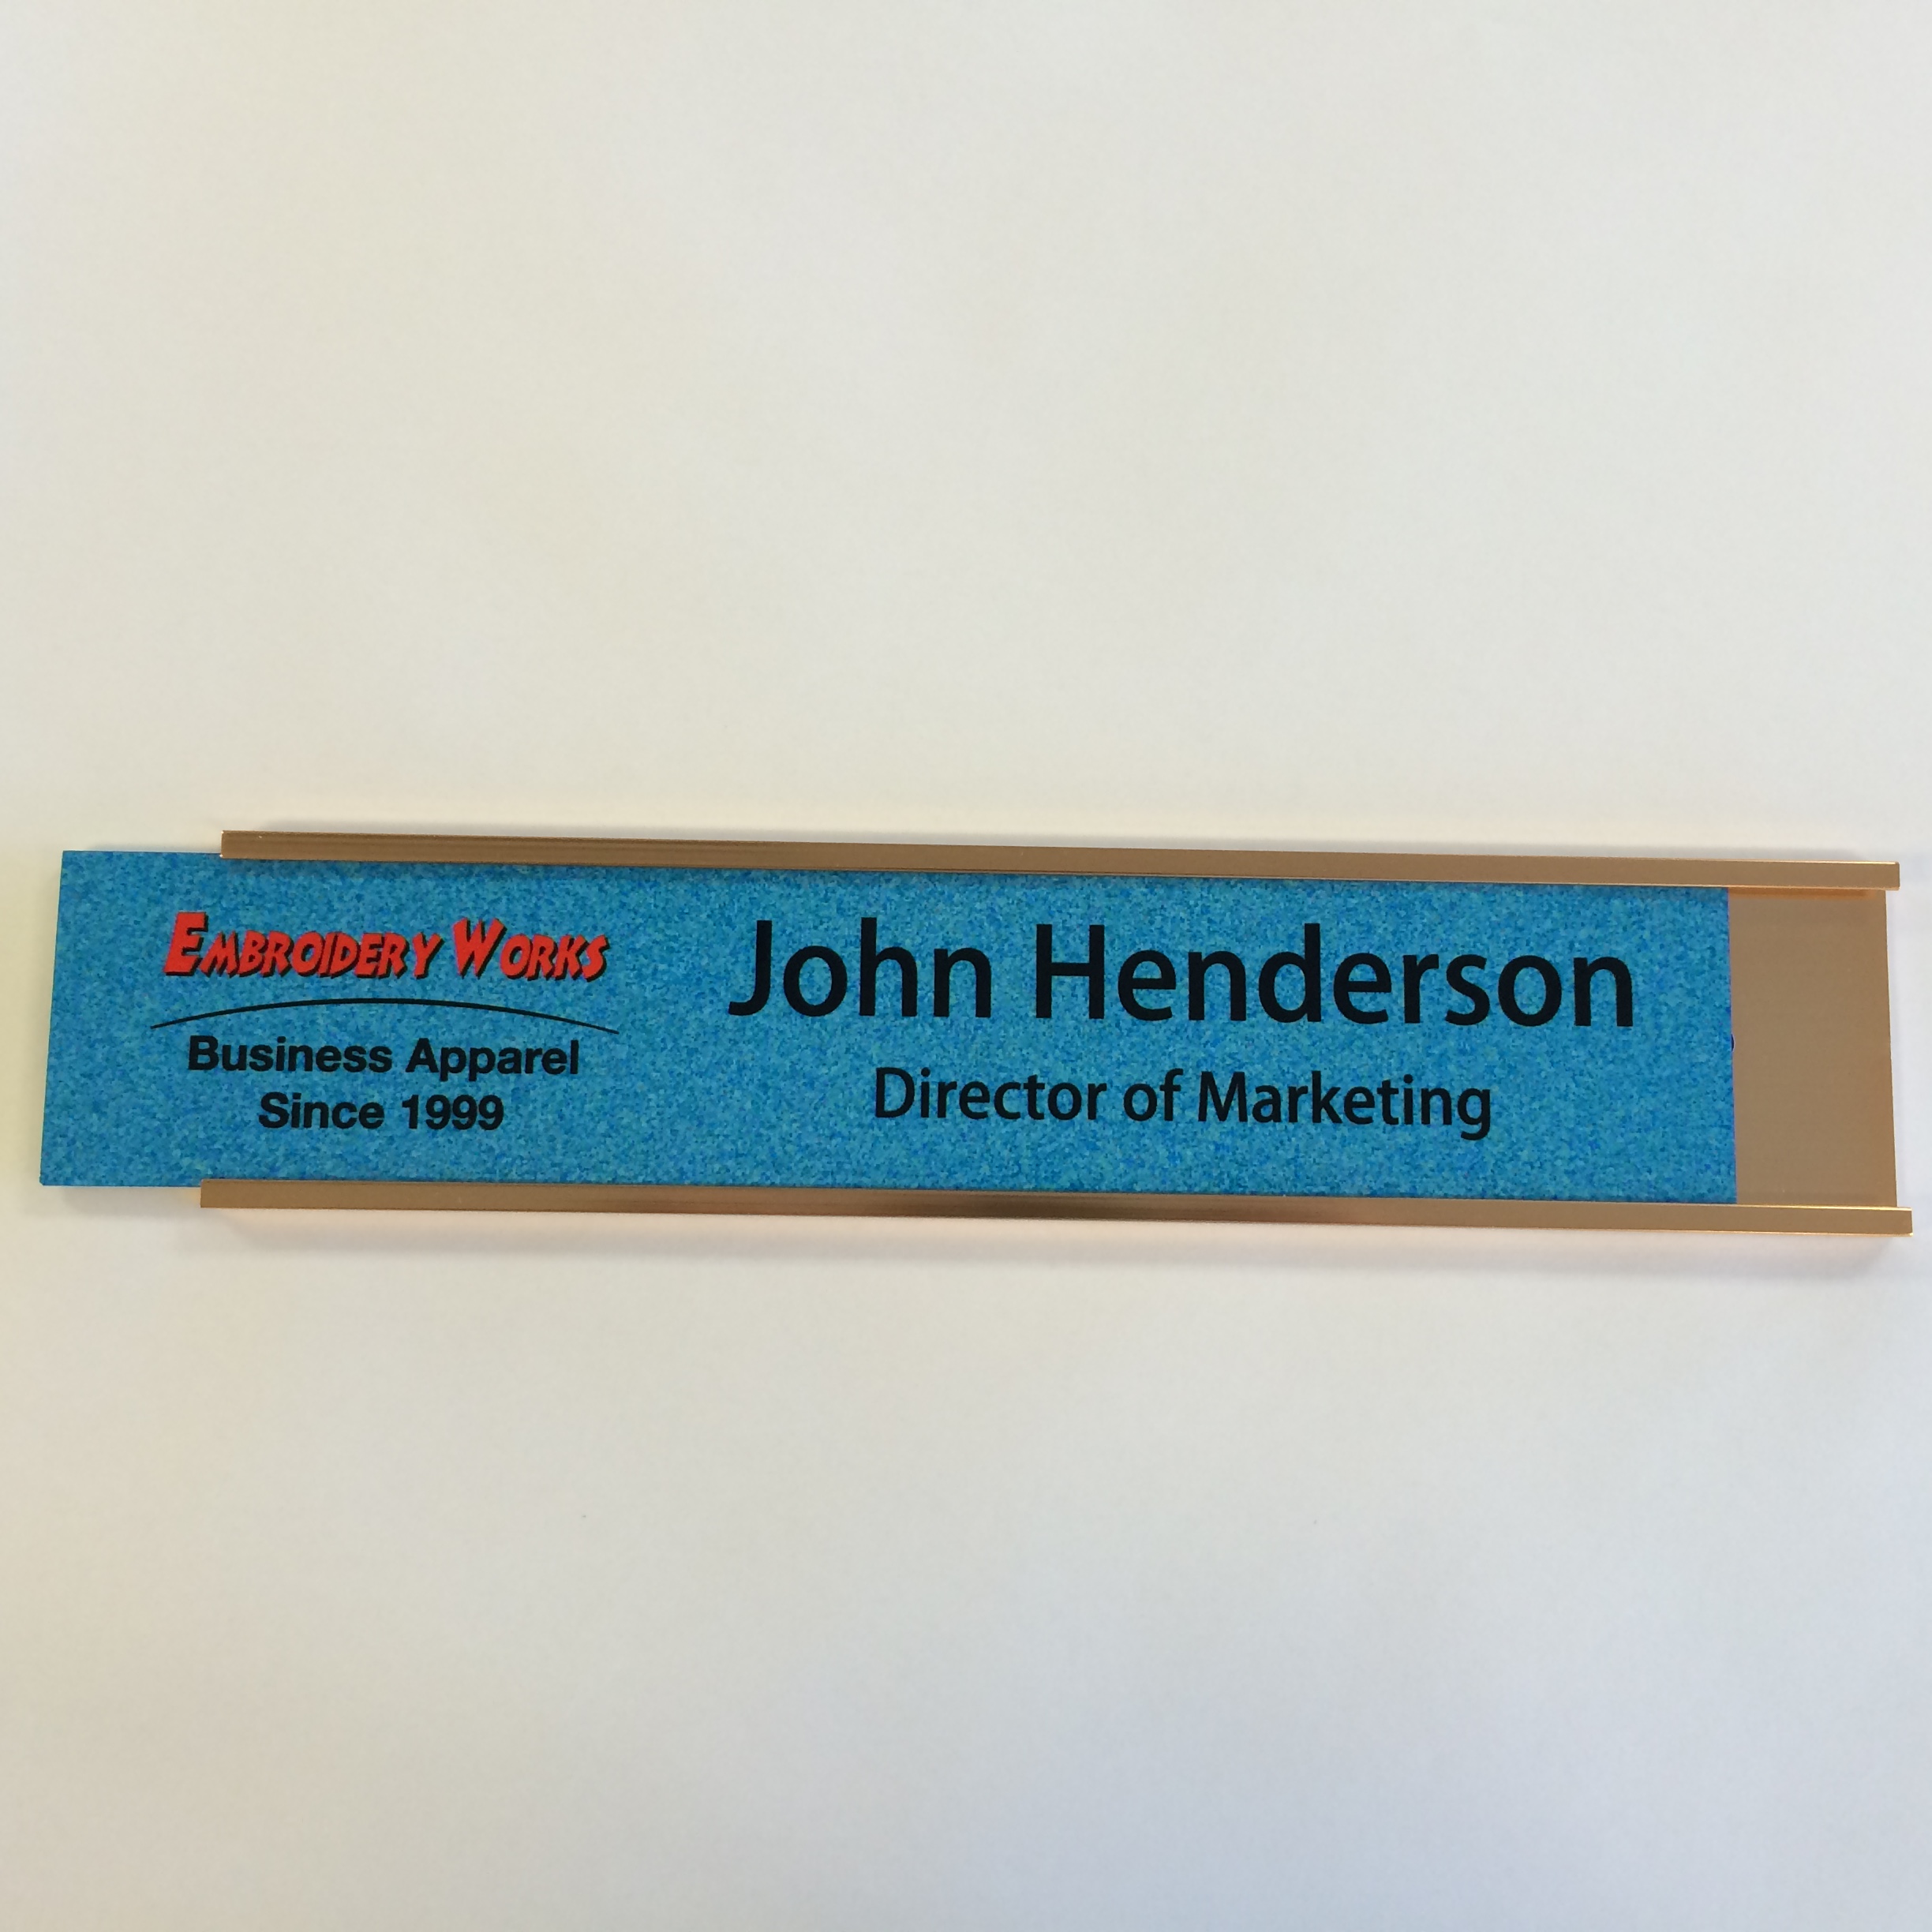 EMBROIDERY WORKS
Business Apparel
Since 1999
John Henderson
Director of Marketing